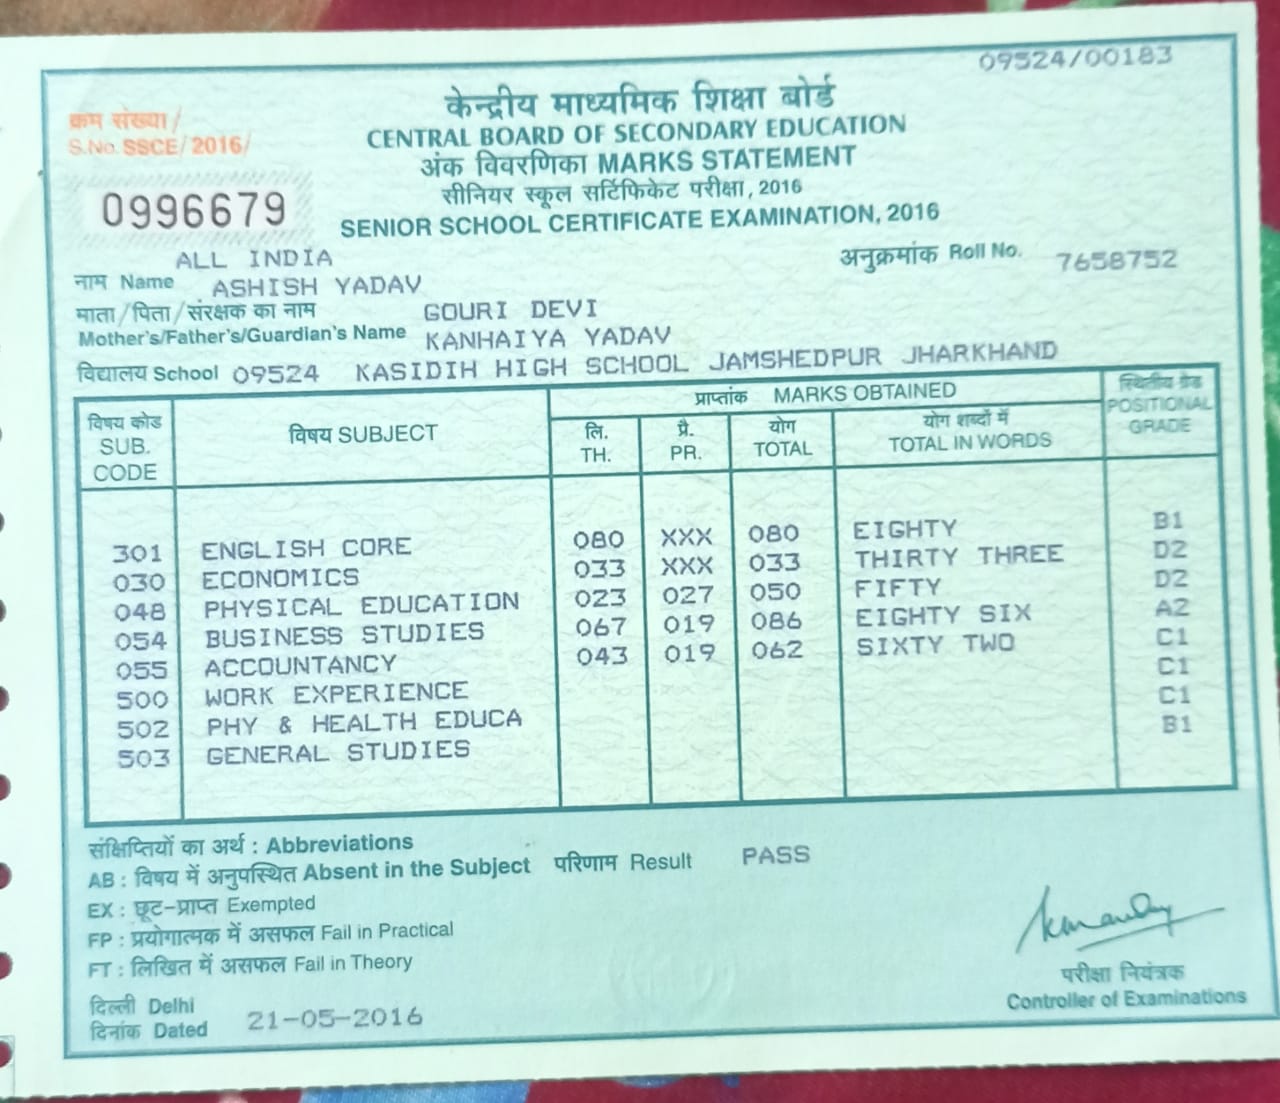 09524/00183
क्रम संख्या/
S.No. SSCE/2016/
0996679
केन्द्रीय माध्यमिक शिक्षा बोर्ड
CENTRAL BOARD OF SECONDARY EDUCATION
अंक विवरणिका MARKS STATEMENT
सीनियर स्कूल सर्टिफिकेट परीक्षा, 2016
SENIOR SCHOOL CERTIFICATE EXAMINATION, 2016
ALL INDIA
अनुक्रमांक Roll No. 7658752
नाम Name ASHISH YADAV
माता/पिता/संरक्षक का नाम GOURI DEVI
Mother's/Father's/Guardian's Name KANHAIYA YADAV
विद्यालय School 09524 KASIDIH HIGH SCHOOL JAMSHEDPUR JHARKHAND
विषय कोड SUB. CODE विषय SUBJECT प्राप्तांक MARKS OBTAINED स्थितीय ग्रेड POSITIONAL GRADE
लि. TH. प्रै. PR. योग TOTAL योग शब्दों में TOTAL IN WORDS
301 ENGLISH CORE 080 XXX 080 EIGHTY B1
030 ECONOMICS 033 XXX 033 THIRTY THREE D2
048 PHYSICAL EDUCATION 023 027 050 FIFTY D2
054 BUSINESS STUDIES 067 019 086 EIGHTY SIX A2
055 ACCOUNTANCY 043 019 062 SIXTY TWO C1
500 WORK EXPERIENCE C1
502 PHY & HEALTH EDUCA C1
503 GENERAL STUDIES B1
संक्षिप्तियों का अर्थ : Abbreviations
AB : विषय में अनुपस्थित Absent in the Subject परिणाम Result PASS
EX : छूट-प्राप्त Exempted
FP : प्रयोगात्मक में असफल Fail in Practical
FT : लिखित में असफल Fail in Theory
दिल्ली Delhi
दिनांक Dated 21-05-2016
परीक्षा नियंत्रक
Controller of Examinations